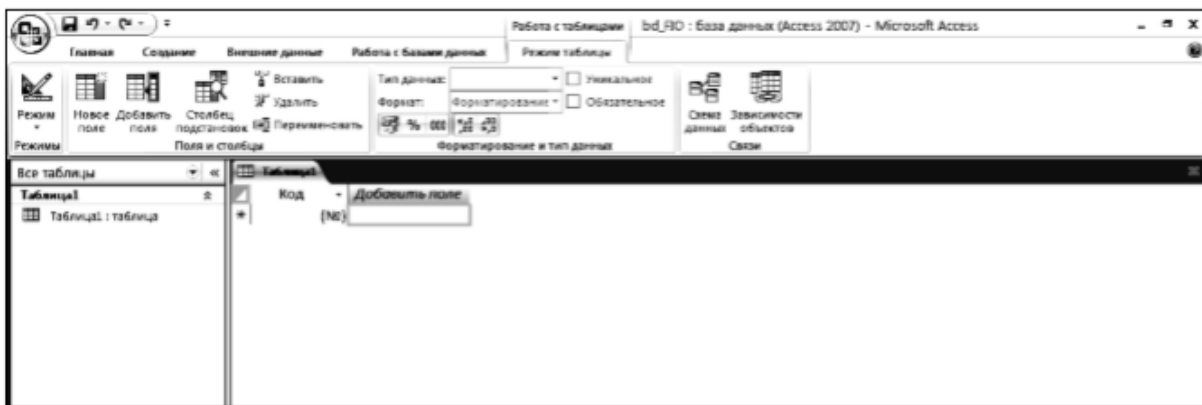 Работа с таблицами bd_FIO : база данных (Access 2007) - Microsoft Access
Главная Создание Внешние данные Работа с базами данных Режим таблицы
Режим
Новое поле
Добавить поля
Столбец подстановок
Вставить
Удалить
Переименовать
Тип данных:
Формат: Форматирование
% 000
Уникальное
Обязательное
Схема данных
Зависимости объектов
Режимы Поля и столбцы Форматирование и тип данных Связи
Все таблицы
Таблица1
Таблица1 : таблица
Таблица1
Код Добавить поле
* (№)